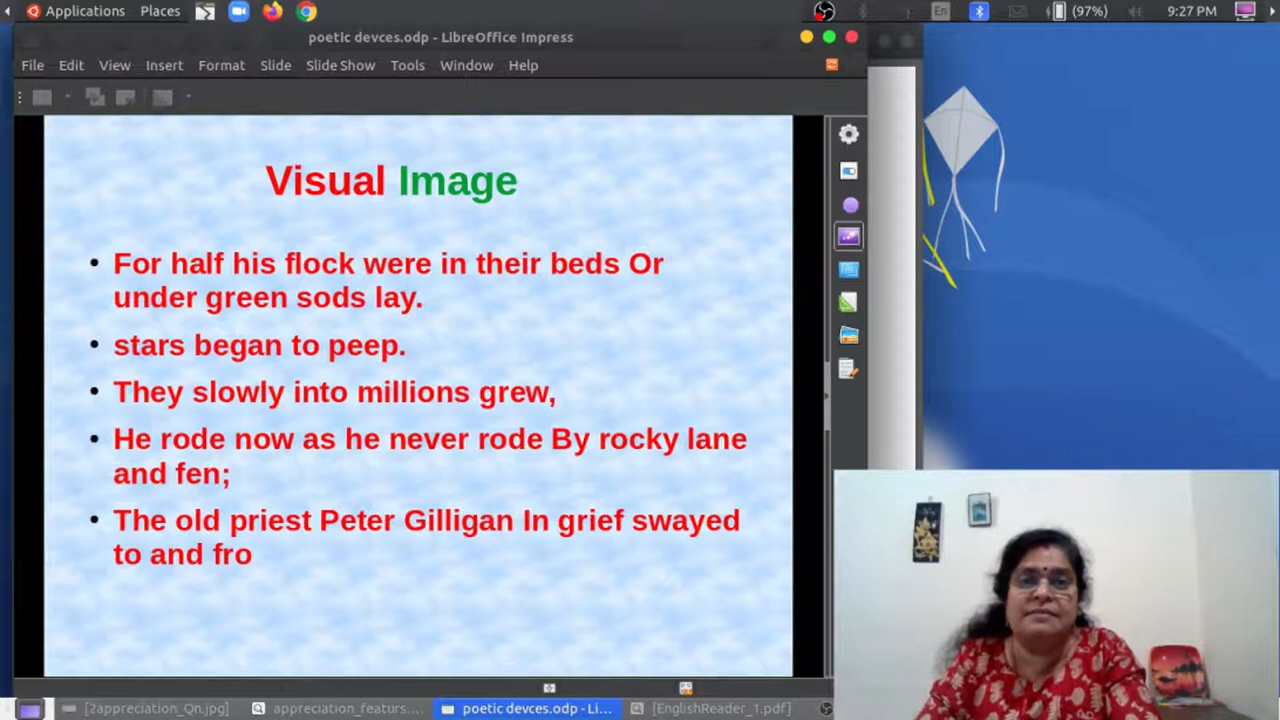 Applications Places En (97%) 9:27 PM
poetic devces.odp - LibreOffice Impress
File Edit View Insert Format Slide Slide Show Tools Window Help
Visual Image
• For half his flock were in their beds Or
under green sods lay.
• stars began to peep.
• They slowly into millions grew,
• He rode now as he never rode By rocky lane
and fen;
• The old priest Peter Gilligan In grief swayed
to and fro
[2appreciation_Qn.jpg] appreciation_featurs.... poetic devces.odp - Li... [EnglishReader_1.pdf]